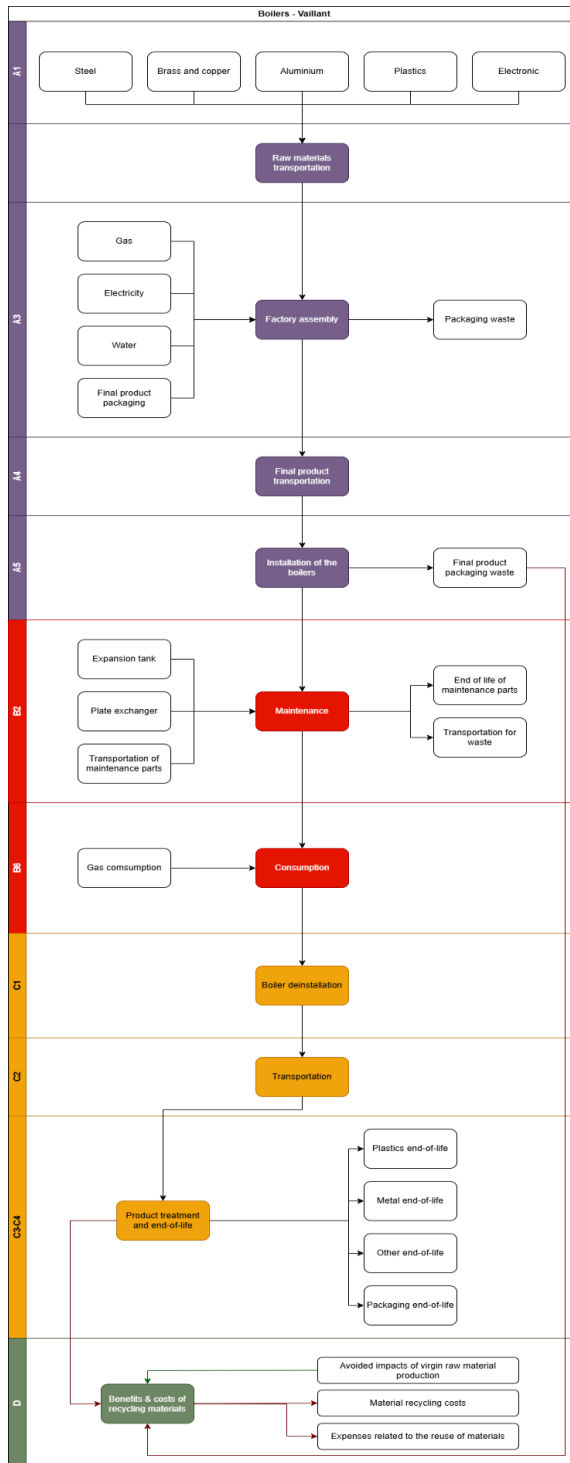 Boilers - Vaillant
A1
Steel
Brass and copper
Aluminium
Plastics
Electronic
Raw materials
transportation
A3
Gas
Electricity
Water
Final product
packaging
Factory assembly
Packaging waste
A4
Final product
transportation
A5
Installation of the
boilers
Final product
packaging waste
B2
Expansion tank
Plate exchanger
Transportation of
maintenance parts
Maintenance
End of life of
maintenance parts
Transportation for
waste
B6
Gas comsumption
Consumption
C1
Boiler deinstallation
C2
Transportation
C3-C4
Product treatment
and end-of-life
Plastics end-of-life
Metal end-of-life
Other end-of-life
Packaging end-of-life
D
Benefits & costs of
recycling materials
Avoided impacts of virgin raw material
production
Material recycling costs
Expenses related to the reuse of materials